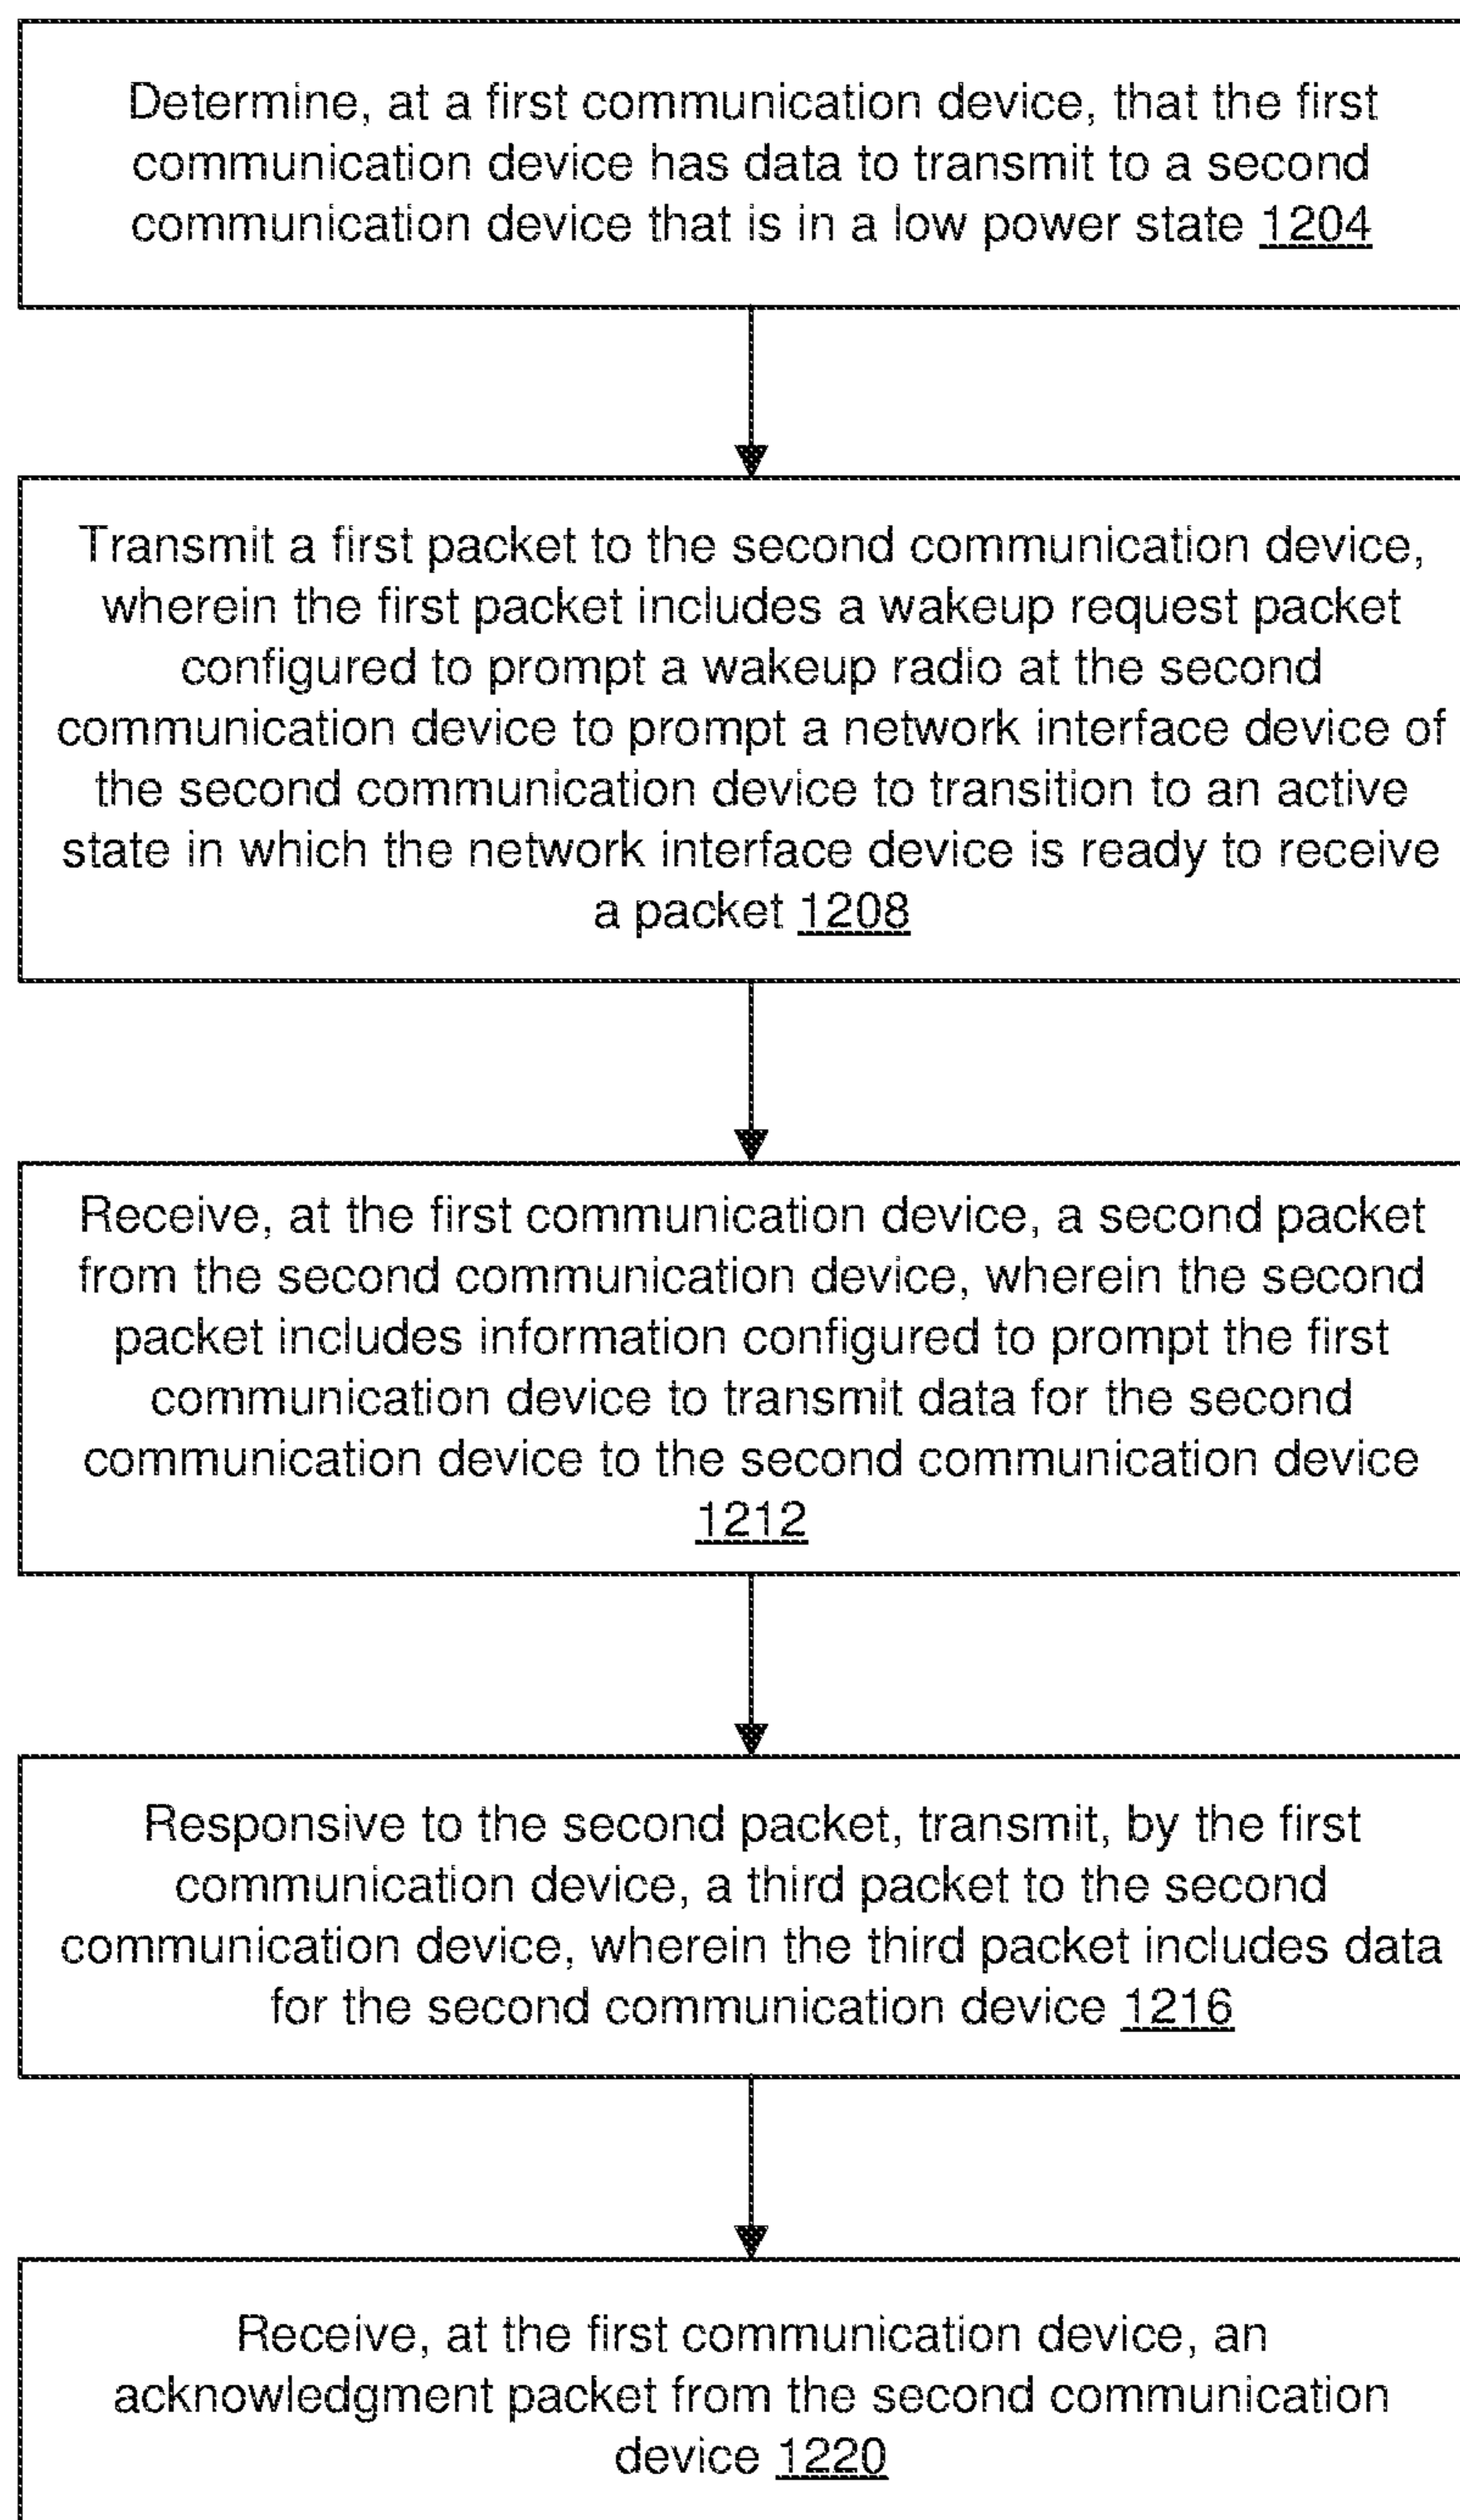 Determine, at a first communication device, that the first
communication device has data to transmit to a second
communication device that is in a low power state 1204
Transmit a first packet to the second communication device,
wherein the first packet includes a wakeup request packet
configured to prompt a wakeup radio at the second
communication device to prompt a network interface device of
the second communication device to transition to an active
state in which the network interface device is ready to receive
a packet 1208
Receive, at the first communication device, a second packet
from the second communication device, wherein the second
packet includes information configured to prompt the first
communication device to transmit data for the second
communication device to the second communication device
1212
Responsive to the second packet, transmit, by the first
communication device, a third packet to the second
communication device, wherein the third packet includes data
for the second communication device 1216
Receive, at the first communication device, an
acknowledgment packet from the second communication
device 1220